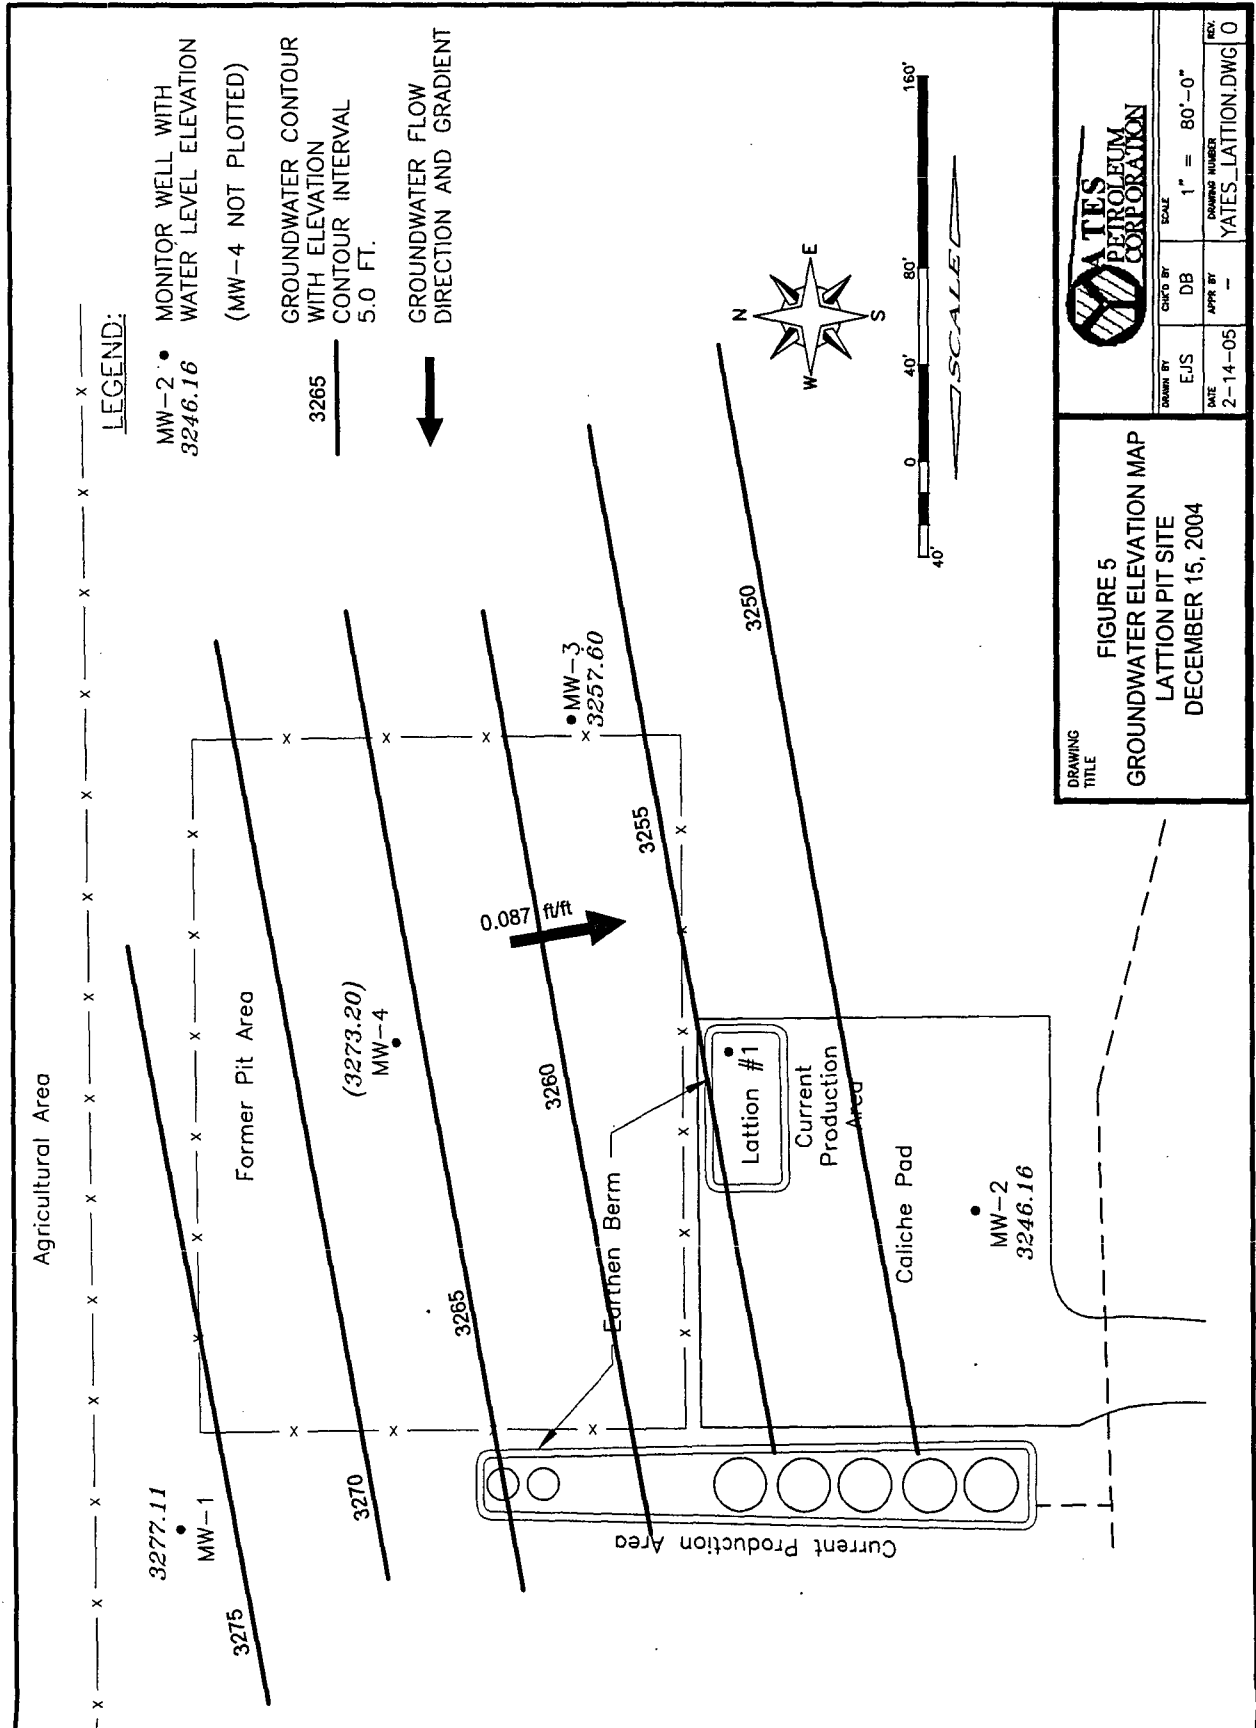 Agricultural Area
LEGEND:
MW-2
3246.16
MONITOR WELL WITH
WATER LEVEL ELEVATION
(MW-4 NOT PLOTTED)
3265
GROUNDWATER CONTOUR
WITH ELEVATION
CONTOUR INTERVAL
5.0 FT.
GROUNDWATER FLOW
DIRECTION AND GRADIENT
3277.11
MW-1
3275
Former Pit Area
3270
(3273.20)
MW-4
3265
3260
0.087 ft/ft
MW-3
3257.60
3255
Earthen Berm
Lattion #1
Current
Production
Area
3250
Caliche Pad
MW-2
3246.16
Current Production Area
N
E
S
W
40' 0 40' 80' 160'
SCALE
DRAWING
TITLE
FIGURE 5
GROUNDWATER ELEVATION MAP
LATTION PIT SITE
DECEMBER 15, 2004
YATES
PETROLEUM
CORPORATION
DRAWN BY
EJS
CHK'D BY
DB
SCALE
1" = 80'-0"
DATE
2-14-05
APPR BY
-
DRAWING NUMBER
YATES_LATTION.DWG
REV.
0